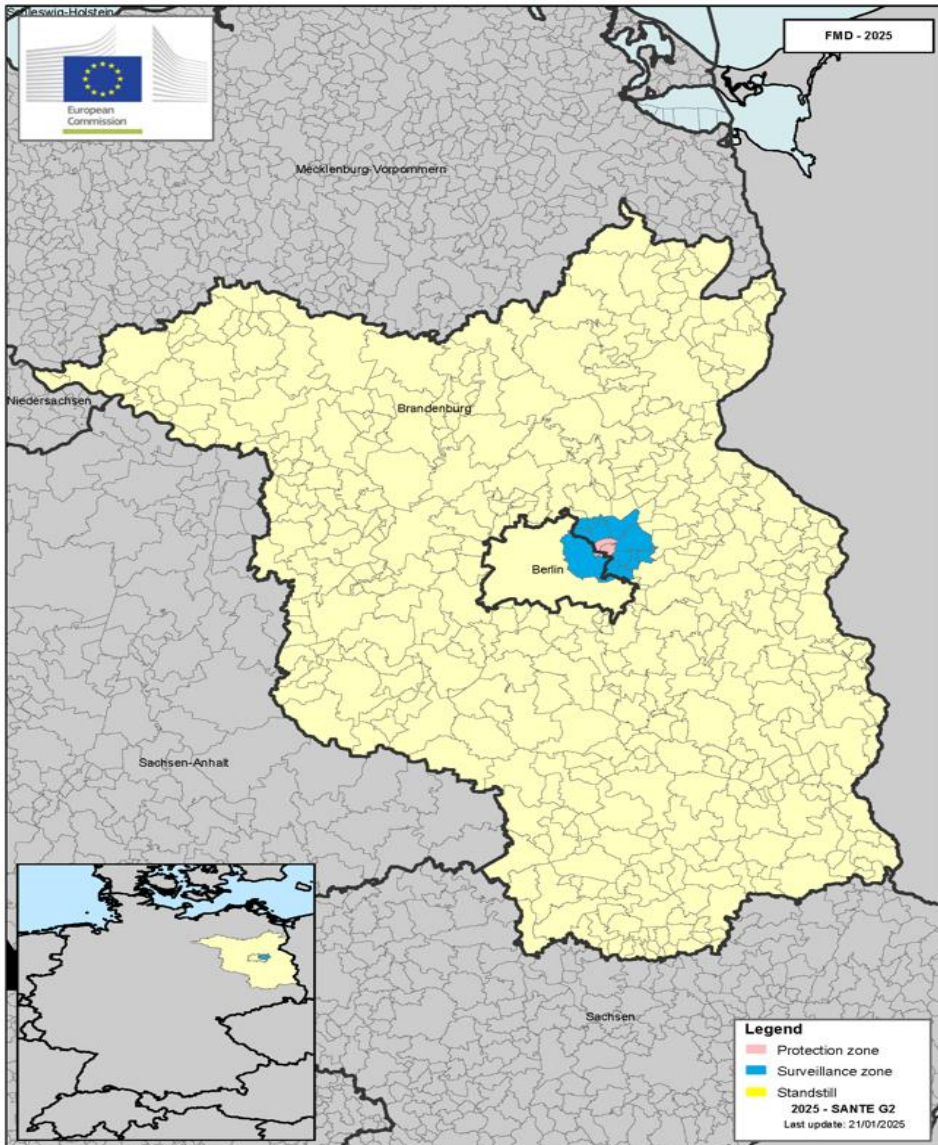 Schleswig-Holstein
FMD - 2025
European
Commission
Mecklenburg-Vorpommern
Niedersachsen
Brandenburg
Berlin
Sachsen-Anhalt
Sachsen
Legend
Protection zone
Surveillance zone
Standstill
2025 - SANTE G2
Last update: 21/01/2025